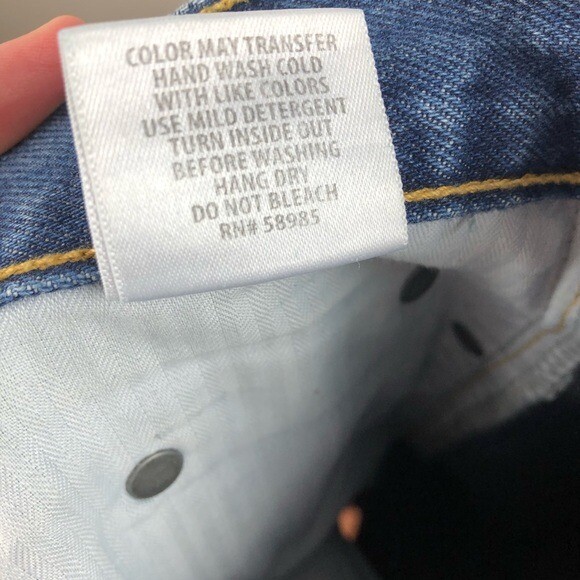 COLOR MAY TRANSFER
HAND WASH COLD
WITH LIKE COLORS
USE MILD DETERGENT
TURN INSIDE OUT
BEFORE WASHING
HANG DRY
DO NOT BLEACH
RN# 58985